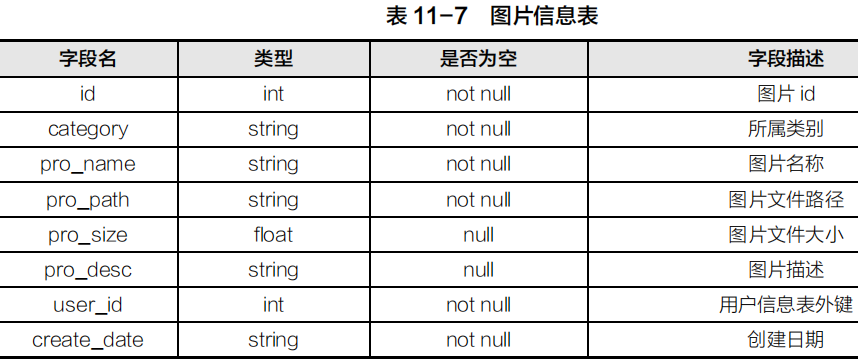 表 11-7 图片信息表
字段名 类型 是否为空 字段描述
id int not null 图片 id
category string not null 所属类别
pro_name string not null 图片名称
pro_path string not null 图片文件路径
pro_size float null 图片文件大小
pro_desc string null 图片描述
user_id int not null 用户信息表外键
create_date string not null 创建日期